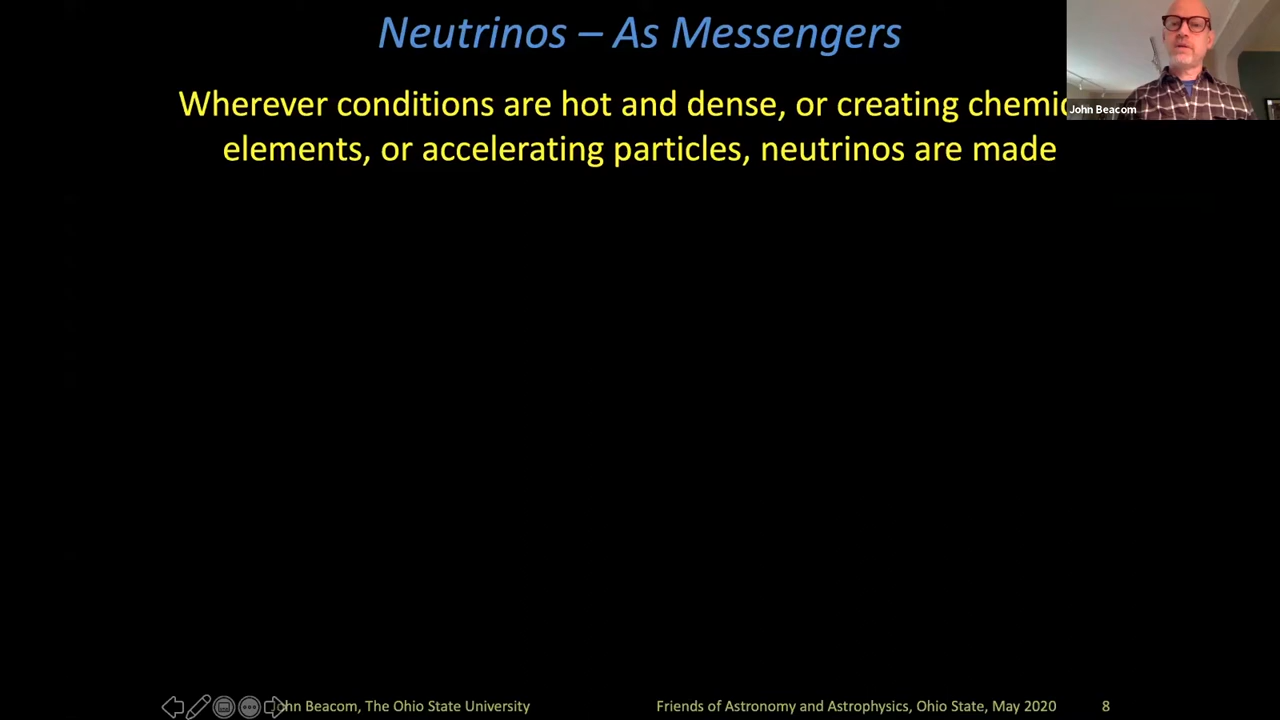 Neutrinos – As Messengers
Wherever conditions are hot and dense, or creating
elements, or accelerating particles, neutrinos are made
John Beacom
John Beacom, The Ohio State University
Friends of Astronomy and Astrophysics, Ohio State, May 2020
8